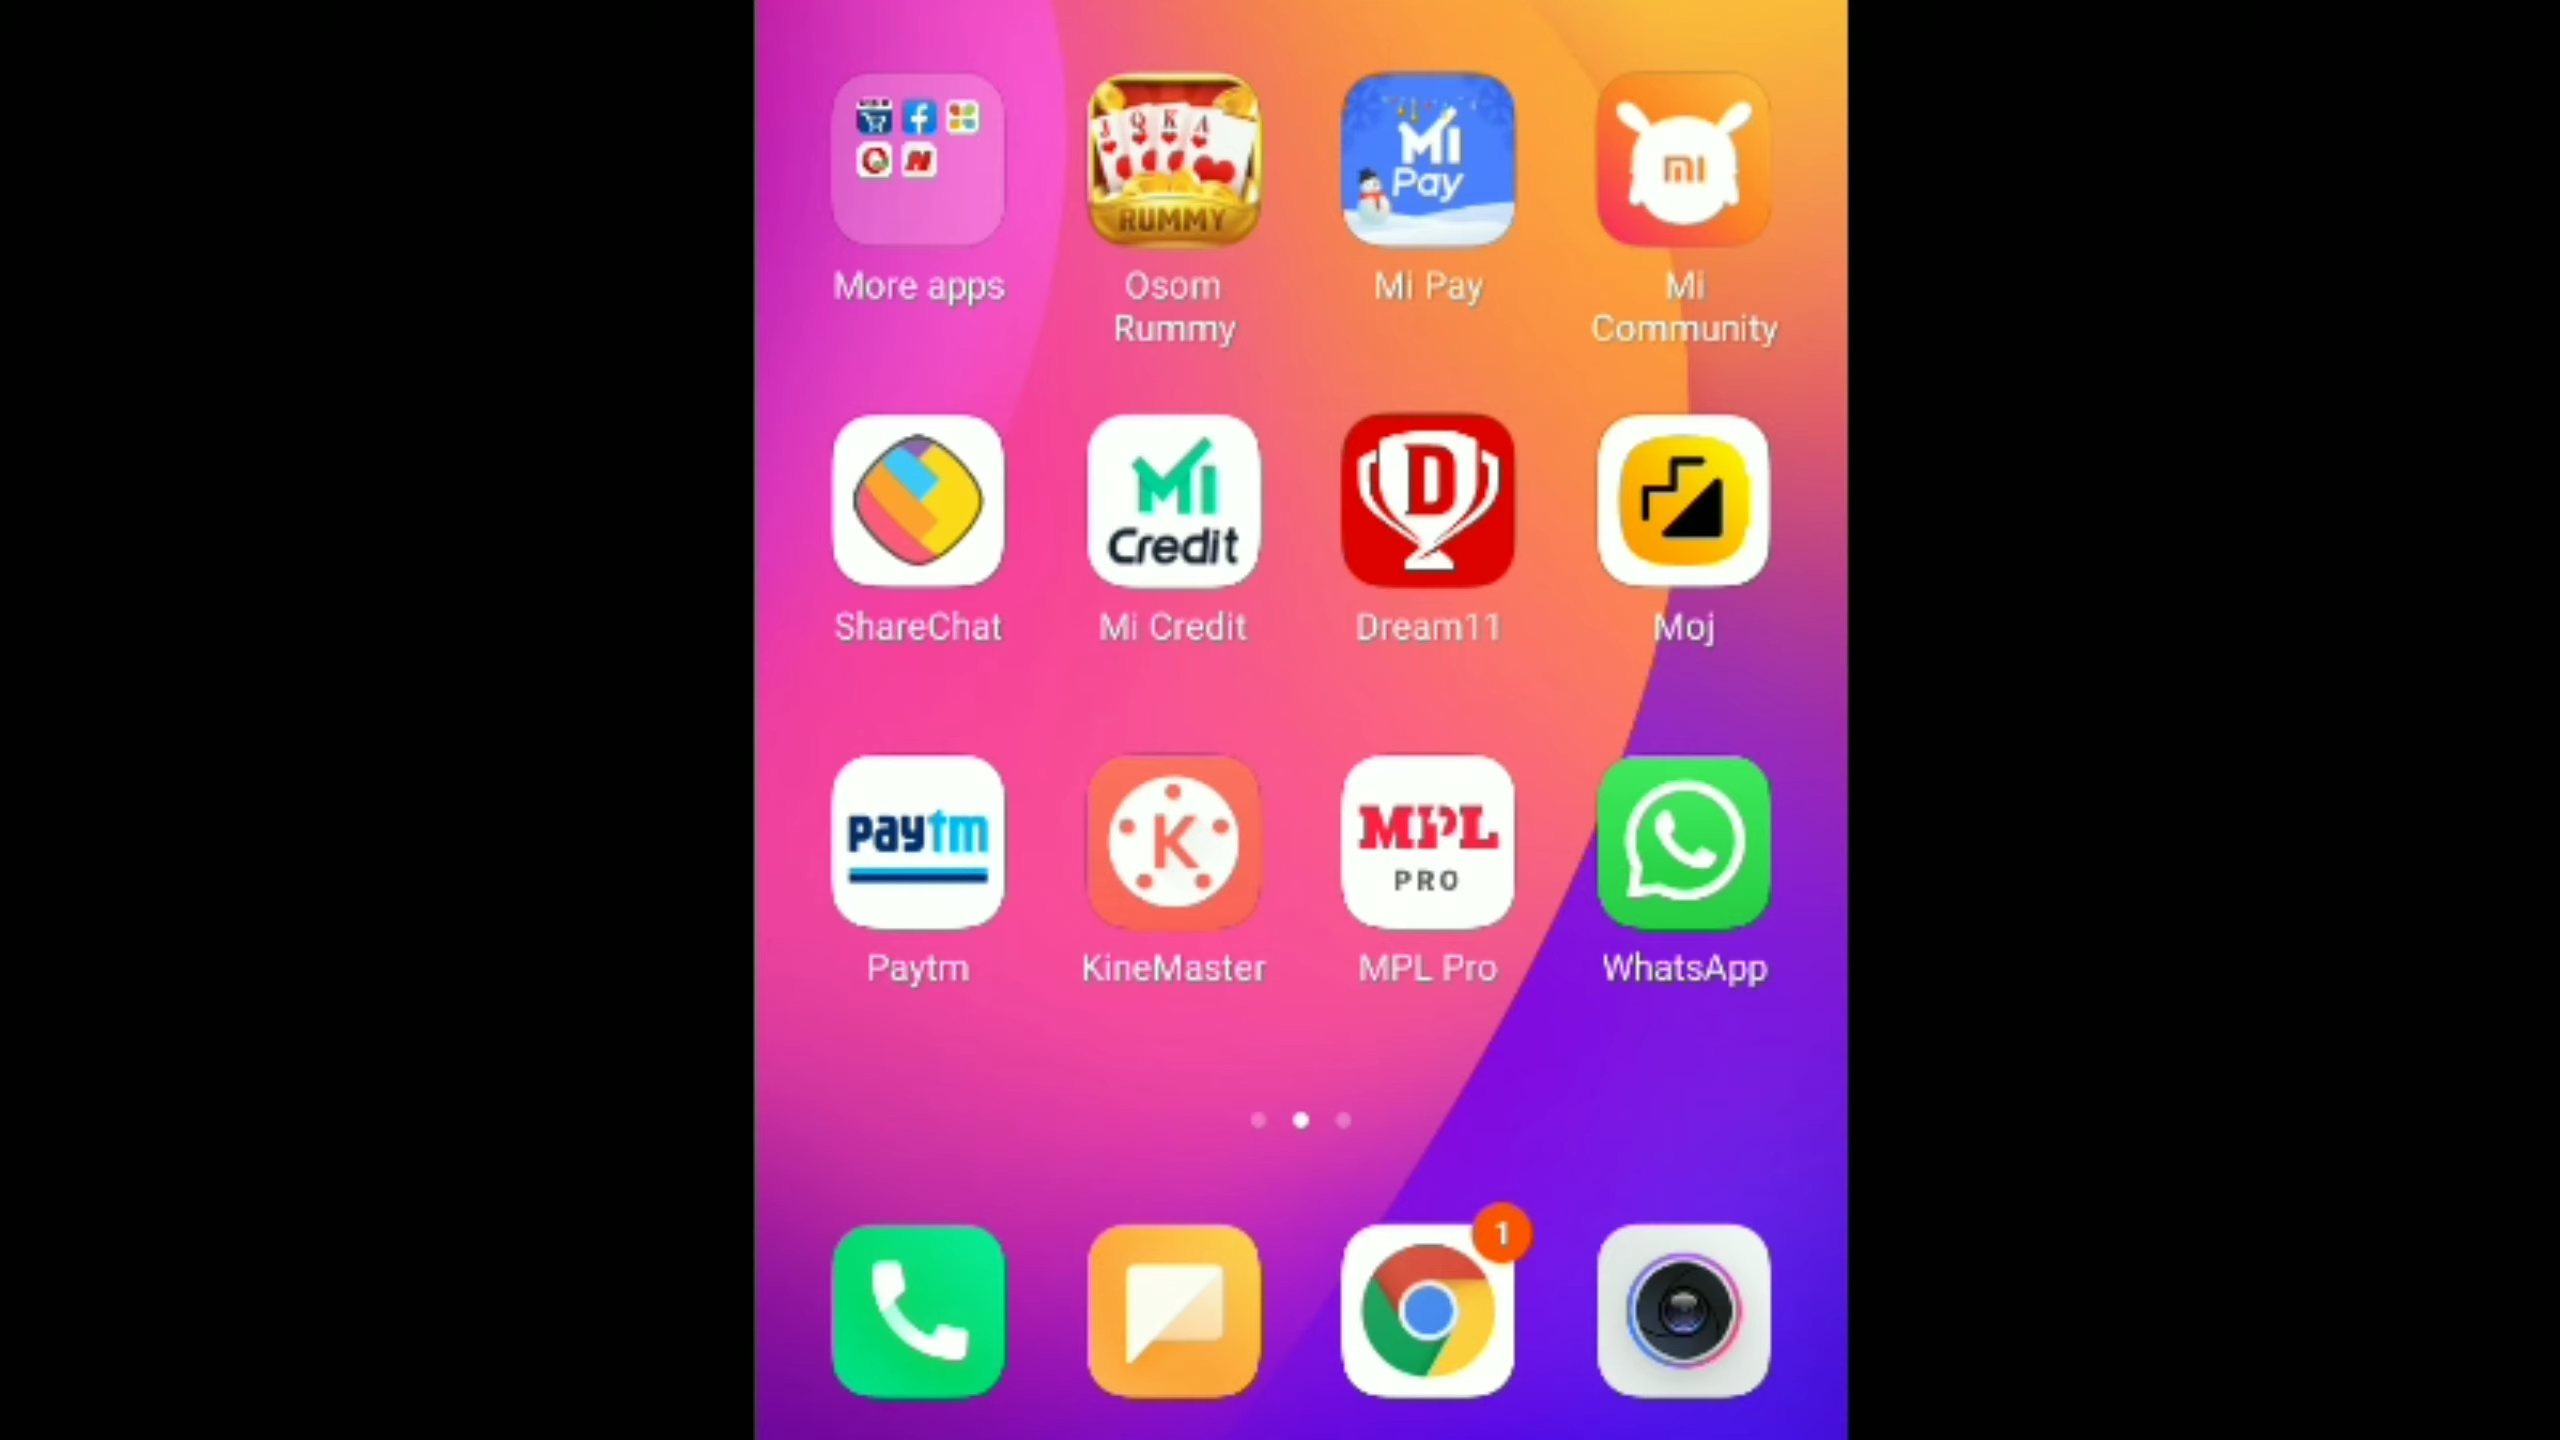 J Q K A
RUMMY
Mi
Pay
mi
More apps
Osom
Rummy
Mi Pay
Mi
Community
Mi
Credit
D
ShareChat
Mi Credit
Dream11
Moj
paytm
K
MPL
PRO
Paytm
KineMaster
MPL Pro
WhatsApp
1